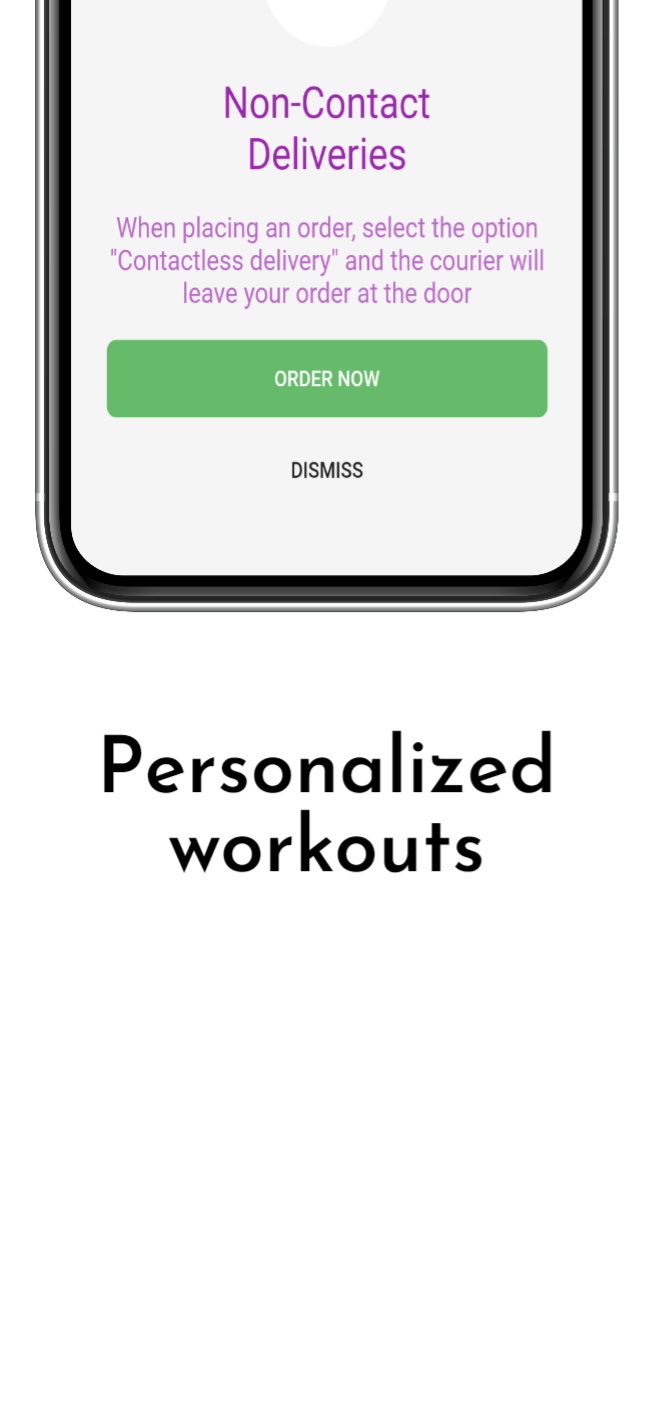 Non-Contact
Deliveries
When placing an order, select the option
"Contactless delivery" and the courier will
leave your order at the door
ORDER NOW
DISMISS
Personalized
workouts